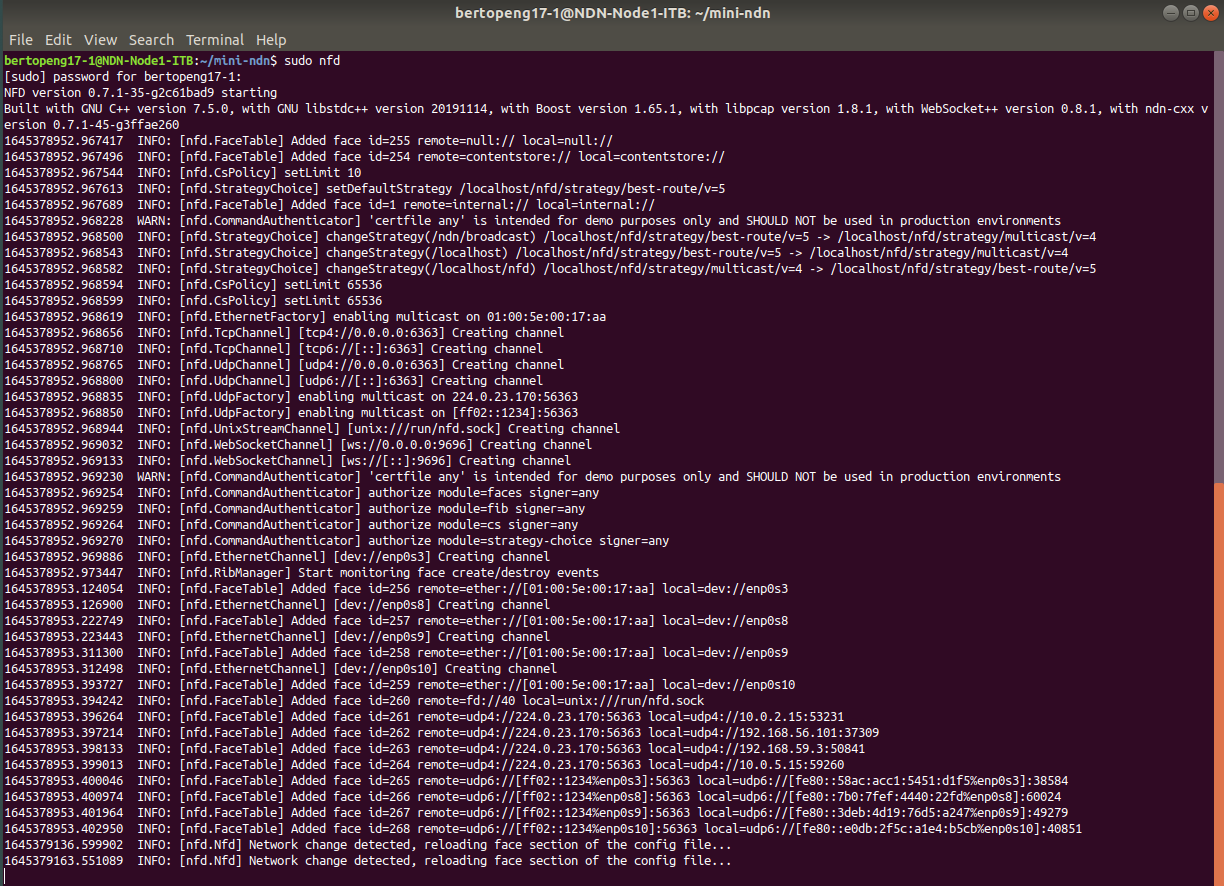 bertopeng17-1@NDN-Node1-ITB: ~/mini-ndn
File Edit View Search Terminal Help
bertopeng17-1@NDN-Node1-ITB:~/mini-ndn$ sudo nfd
[sudo] password for bertopeng17-1:
NFD version 0.7.1-35-g2c61bad9 starting
Built with GNU C++ version 7.5.0, with GNU libstdc++ version 20191114, with Boost version 1.65.1, with libpcap version 1.8.1, with WebSocket++ version 0.8.1, with ndn-cxx v
ersion 0.7.1-45-g3ffae260
1645378952.967417  INFO: [nfd.FaceTable] Added face id=255 remote=null:// local=null://
1645378952.967496  INFO: [nfd.FaceTable] Added face id=254 remote=contentstore:// local=contentstore://
1645378952.967544  INFO: [nfd.CsPolicy] setLimit 10
1645378952.967613  INFO: [nfd.StrategyChoice] setDefaultStrategy /localhost/nfd/strategy/best-route/v=5
1645378952.967689  INFO: [nfd.FaceTable] Added face id=1 remote=internal:// local=internal://
1645378952.968228  WARN: [nfd.CommandAuthenticator] 'certfile any' is intended for demo purposes only and SHOULD NOT be used in production environments
1645378952.968500  INFO: [nfd.StrategyChoice] changeStrategy(/ndn/broadcast) /localhost/nfd/strategy/best-route/v=5 -> /localhost/nfd/strategy/multicast/v=4
1645378952.968543  INFO: [nfd.StrategyChoice] changeStrategy(/localhost) /localhost/nfd/strategy/best-route/v=5 -> /localhost/nfd/strategy/multicast/v=4
1645378952.968582  INFO: [nfd.StrategyChoice] changeStrategy(/localhost/nfd) /localhost/nfd/strategy/multicast/v=4 -> /localhost/nfd/strategy/best-route/v=5
1645378952.968594  INFO: [nfd.CsPolicy] setLimit 65536
1645378952.968599  INFO: [nfd.CsPolicy] setLimit 65536
1645378952.968619  INFO: [nfd.EthernetFactory] enabling multicast on 01:00:5e:00:17:aa
1645378952.968656  INFO: [nfd.TcpChannel] [tcp4://0.0.0.0:6363] Creating channel
1645378952.968710  INFO: [nfd.TcpChannel] [tcp6://[::]:6363] Creating channel
1645378952.968765  INFO: [nfd.UdpChannel] [udp4://0.0.0.0:6363] Creating channel
1645378952.968800  INFO: [nfd.UdpChannel] [udp6://[::]:6363] Creating channel
1645378952.968835  INFO: [nfd.UdpFactory] enabling multicast on 224.0.23.170:56363
1645378952.968850  INFO: [nfd.UdpFactory] enabling multicast on [ff02::1234]:56363
1645378952.968944  INFO: [nfd.UnixStreamChannel] [unix:///run/nfd.sock] Creating channel
1645378952.969032  INFO: [nfd.WebSocketChannel] [ws://0.0.0.0:9696] Creating channel
1645378952.969133  INFO: [nfd.WebSocketChannel] [ws://[::]:9696] Creating channel
1645378952.969230  WARN: [nfd.CommandAuthenticator] 'certfile any' is intended for demo purposes only and SHOULD NOT be used in production environments
1645378952.969254  INFO: [nfd.CommandAuthenticator] authorize module=faces signer=any
1645378952.969259  INFO: [nfd.CommandAuthenticator] authorize module=fib signer=any
1645378952.969264  INFO: [nfd.CommandAuthenticator] authorize module=cs signer=any
1645378952.969270  INFO: [nfd.CommandAuthenticator] authorize module=strategy-choice signer=any
1645378952.969886  INFO: [nfd.EthernetChannel] [dev://enp0s3] Creating channel
1645378952.973447  INFO: [nfd.RibManager] Start monitoring face create/destroy events
1645378953.124054  INFO: [nfd.FaceTable] Added face id=256 remote=ether://[01:00:5e:00:17:aa] local=dev://enp0s3
1645378953.126900  INFO: [nfd.EthernetChannel] [dev://enp0s8] Creating channel
1645378953.222749  INFO: [nfd.FaceTable] Added face id=257 remote=ether://[01:00:5e:00:17:aa] local=dev://enp0s8
1645378953.223443  INFO: [nfd.EthernetChannel] [dev://enp0s9] Creating channel
1645378953.311300  INFO: [nfd.FaceTable] Added face id=258 remote=ether://[01:00:5e:00:17:aa] local=dev://enp0s9
1645378953.312498  INFO: [nfd.EthernetChannel] [dev://enp0s10] Creating channel
1645378953.393727  INFO: [nfd.FaceTable] Added face id=259 remote=ether://[01:00:5e:00:17:aa] local=dev://enp0s10
1645378953.394242  INFO: [nfd.FaceTable] Added face id=260 remote=fd://40 local=unix:///run/nfd.sock
1645378953.396264  INFO: [nfd.FaceTable] Added face id=261 remote=udp4://224.0.23.170:56363 local=udp4://10.0.2.15:53231
1645378953.397214  INFO: [nfd.FaceTable] Added face id=262 remote=udp4://224.0.23.170:56363 local=udp4://192.168.56.101:37309
1645378953.398133  INFO: [nfd.FaceTable] Added face id=263 remote=udp4://224.0.23.170:56363 local=udp4://192.168.59.3:50841
1645378953.399013  INFO: [nfd.FaceTable] Added face id=264 remote=udp4://224.0.23.170:56363 local=udp4://10.0.5.15:59260
1645378953.400046  INFO: [nfd.FaceTable] Added face id=265 remote=udp6://[ff02::1234%enp0s3]:56363 local=udp6://[fe80::58ac:acc1:5451:d1f5%enp0s3]:38584
1645378953.400974  INFO: [nfd.FaceTable] Added face id=266 remote=udp6://[ff02::1234%enp0s8]:56363 local=udp6://[fe80::7b0:7fef:4440:22fd%enp0s8]:60024
1645378953.401964  INFO: [nfd.FaceTable] Added face id=267 remote=udp6://[ff02::1234%enp0s9]:56363 local=udp6://[fe80::3deb:4d19:76d5:a247%enp0s9]:49279
1645378953.402950  INFO: [nfd.FaceTable] Added face id=268 remote=udp6://[ff02::1234%enp0s10]:56363 local=udp6://[fe80::e0db:2f5c:a1e4:b5cb%enp0s10]:40851
1645379136.599902  INFO: [nfd.Nfd] Network change detected, reloading face section of the config file...
1645379163.551089  INFO: [nfd.Nfd] Network change detected, reloading face section of the config file...